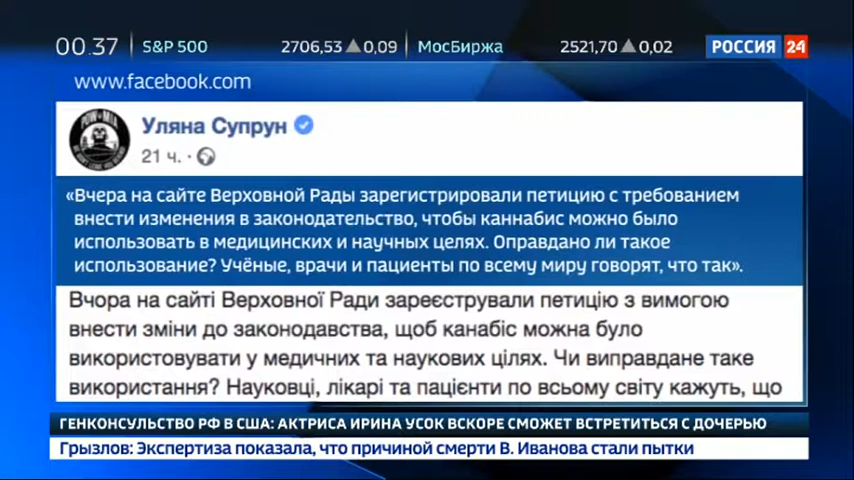 00.37 S&P 500 2706,53 ▲ 0,09 МосБиржа 2521,70 ▲ 0,02 РОССИЯ 24
www.facebook.com
POW★MIA
Уляна Супрун
21 ч. ·
«Вчера на сайте Верховной Рады зарегистрировали петицию с требованием
внести изменения в законодательство, чтобы каннабис можно было
использовать в медицинских и научных целях. Оправдано ли такое
использование? Учёные, врачи и пациенты по всему миру говорят, что так».
Вчора на сайті Верховної Ради зареєстрували петицію з вимогою
внести зміни до законодавства, щоб канабіс можна було
використовувати у медичних та наукових цілях. Чи виправдане таке
використання? Науковці, лікарі та пацієнти по всьому світу кажуть, що
ГЕНКОНСУЛЬСТВО РФ В США: АКТРИСА ИРИНА УСОК ВСКОРЕ СМОЖЕТ ВСТРЕТИТЬСЯ С ДОЧЕРЬЮ
Грызлов: Экспертиза показала, что причиной смерти В. Иванова стали пытки